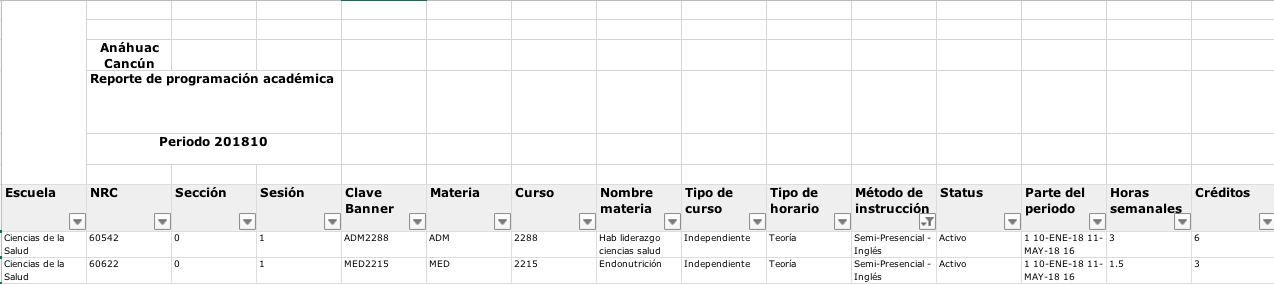 Anáhuac
Cancún
Reporte de programación académica
Periodo 201810
Escuela NRC Sección Sesión Clave Banner Materia Curso Nombre materia Tipo de curso Tipo de horario Método de instrucción Status Parte del periodo Horas semanales Créditos
Ciencias de la Salud 60542 0 1 ADM2288 ADM 2288 Hab liderazgo ciencias salud Independiente Teoría Semi-Presencial - Inglés Activo 1 10-ENE-18 11-MAY-18 16 3 6
Ciencias de la Salud 60622 0 1 MED2215 MED 2215 Endonutrición Independiente Teoría Semi-Presencial - Inglés Activo 1 10-ENE-18 11-MAY-18 16 1.5 3